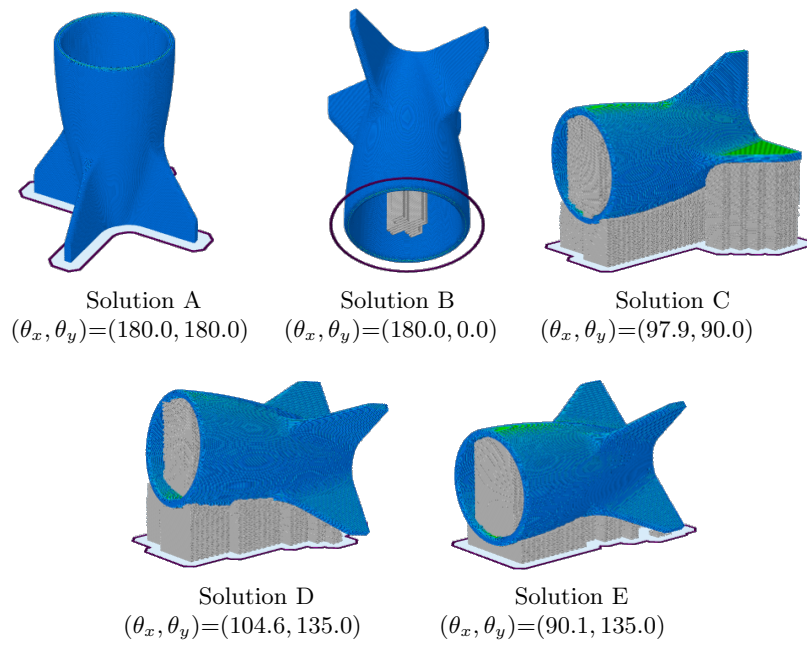 Solution A
(θx, θy)=(180.0, 180.0)
Solution B
(θx, θy)=(180.0, 0.0)
Solution C
(θx, θy)=(97.9, 90.0)
Solution D
(θx, θy)=(104.6, 135.0)
Solution E
(θx, θy)=(90.1, 135.0)